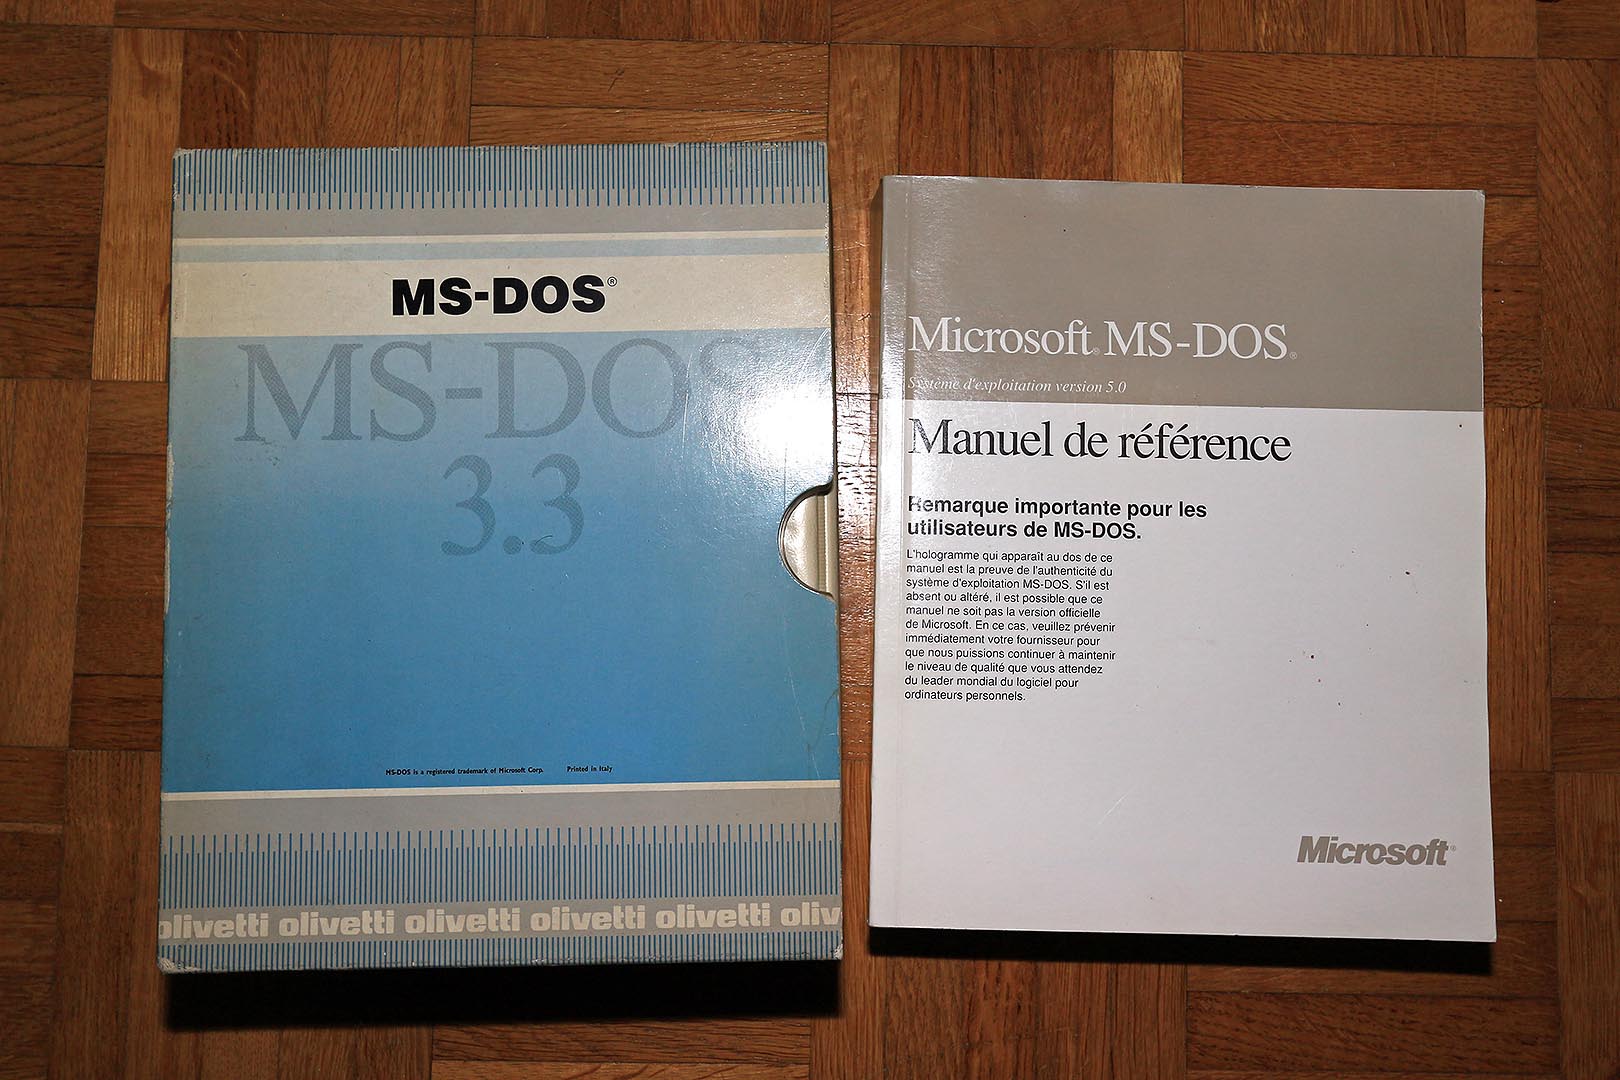 MS-DOS®
MS-DOS
3.3
MS-DOS is a registered trademark of Microsoft Corp. Printed in Italy
olivetti olivetti olivetti olivetti olivetti oliv
Microsoft® MS-DOS®
Système d'exploitation version 5.0
Manuel de référence
Remarque importante pour les
utilisateurs de MS-DOS.
L'hologramme qui apparaît au dos de ce
manuel est la preuve de l'authenticité du
système d'exploitation MS-DOS. S'il est
absent ou altéré, il est possible que ce
manuel ne soit pas la version officielle
de Microsoft. En ce cas, veuillez prévenir
immédiatement votre fournisseur pour
que nous puissions continuer à maintenir
le niveau de qualité que vous attendez
du leader mondial du logiciel pour
ordinateurs personnels.
Microsoft®